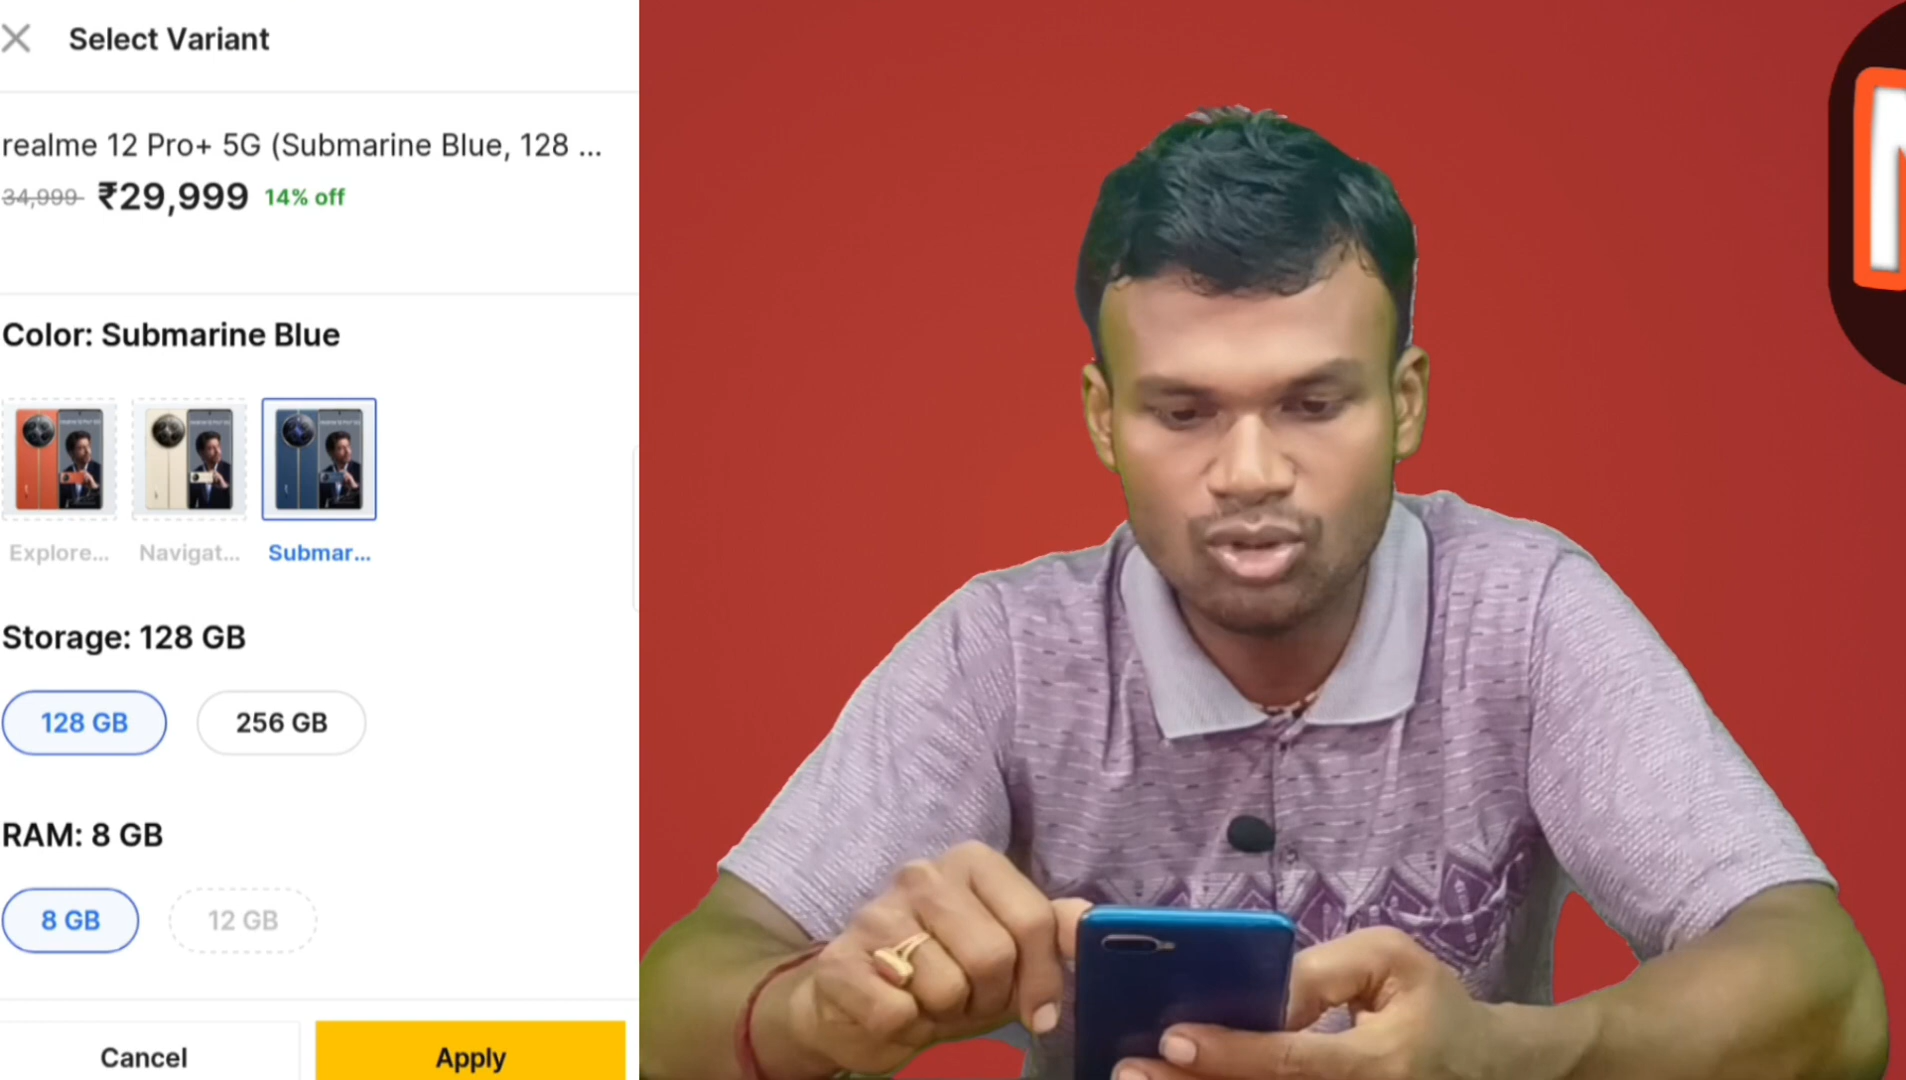 Select Variant
realme 12 Pro+ 5G (Submarine Blue, 128 ...
34,999 ₹29,999 14% off
Color: Submarine Blue
Explore... Navigat... Submar...
Storage: 128 GB
128 GB 256 GB
RAM: 8 GB
8 GB 12 GB
Cancel Apply